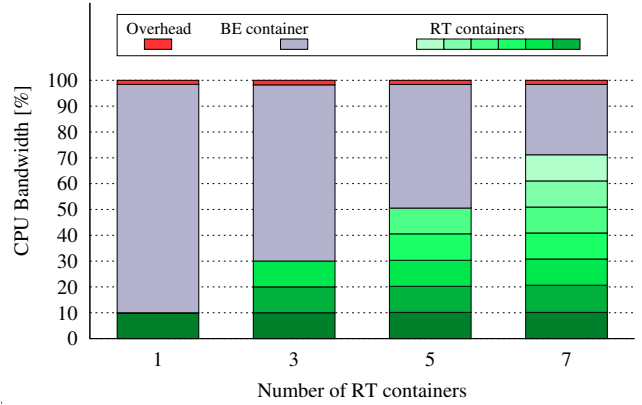 Overhead BE container RT containers
100
90
80
70
60
50
40
30
20
10
0
CPU Bandwidth [%]
1 3 5 7
Number of RT containers